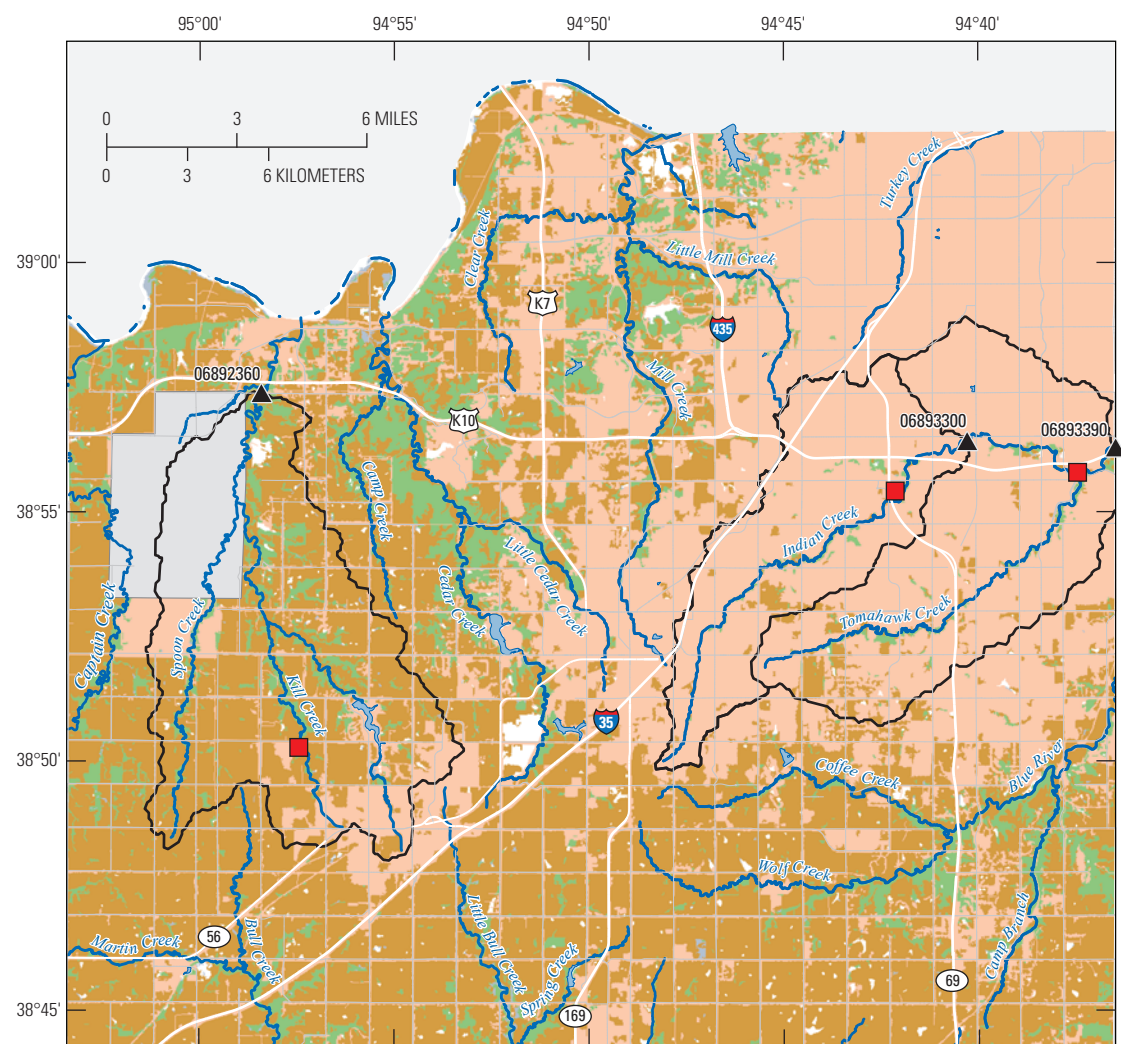 95°00' 94°55' 94°50' 94°45' 94°40'
0 3 6 MILES
0 3 6 KILOMETERS
Turkey Creek
Clear Creek
Little Mill Creek
39°00'
K7
435
06892360
Mill Creek
K10
06893300
06893390
Camp Creek
38°55'
Indian Creek
Little Cedar Creek
Cedar Creek
Captain Creek
Spoon Creek
Tomahawk Creek
Kill Creek
35
38°50'
Coffee Creek
Blue River
Wolf Creek
56
Martin Creek
Bull Creek
Little Bull Creek
Spring Creek
Camp Branch
69
38°45'
169